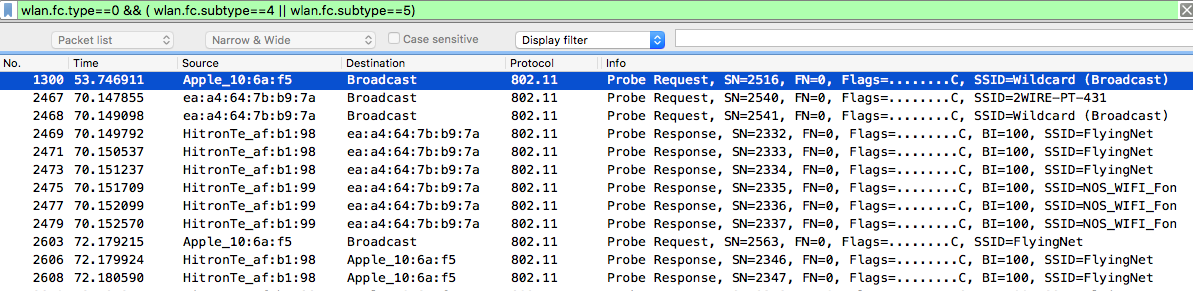 wlan.fc.type==0 && ( wlan.fc.subtype==4 || wlan.fc.subtype==5)
Packet list Narrow & Wide Case sensitive Display filter
No. Time Source Destination Protocol Info
1300 53.746911 Apple_10:6a:f5 Broadcast 802.11 Probe Request, SN=2516, FN=0, Flags=........C, SSID=Wildcard (Broadcast)
2467 70.147855 ea:a4:64:7b:b9:7a Broadcast 802.11 Probe Request, SN=2540, FN=0, Flags=........C, SSID=2WIRE-PT-431
2468 70.149098 ea:a4:64:7b:b9:7a Broadcast 802.11 Probe Request, SN=2541, FN=0, Flags=........C, SSID=Wildcard (Broadcast)
2469 70.149792 HitronTe_af:b1:98 ea:a4:64:7b:b9:7a 802.11 Probe Response, SN=2332, FN=0, Flags=........C, BI=100, SSID=FlyingNet
2471 70.150537 HitronTe_af:b1:98 ea:a4:64:7b:b9:7a 802.11 Probe Response, SN=2333, FN=0, Flags=........C, BI=100, SSID=FlyingNet
2473 70.151237 HitronTe_af:b1:98 ea:a4:64:7b:b9:7a 802.11 Probe Response, SN=2334, FN=0, Flags=........C, BI=100, SSID=FlyingNet
2475 70.151709 HitronTe_af:b1:99 ea:a4:64:7b:b9:7a 802.11 Probe Response, SN=2335, FN=0, Flags=........C, BI=100, SSID=NOS_WIFI_Fon
2477 70.152099 HitronTe_af:b1:99 ea:a4:64:7b:b9:7a 802.11 Probe Response, SN=2336, FN=0, Flags=........C, BI=100, SSID=NOS_WIFI_Fon
2479 70.152570 HitronTe_af:b1:99 ea:a4:64:7b:b9:7a 802.11 Probe Response, SN=2337, FN=0, Flags=........C, BI=100, SSID=NOS_WIFI_Fon
2603 72.179215 Apple_10:6a:f5 Broadcast 802.11 Probe Request, SN=2563, FN=0, Flags=........C, SSID=FlyingNet
2606 72.179924 HitronTe_af:b1:98 Apple_10:6a:f5 802.11 Probe Response, SN=2346, FN=0, Flags=........C, BI=100, SSID=FlyingNet
2608 72.180590 HitronTe_af:b1:98 Apple_10:6a:f5 802.11 Probe Response, SN=2347, FN=0, Flags=........C, BI=100, SSID=FlyingNet